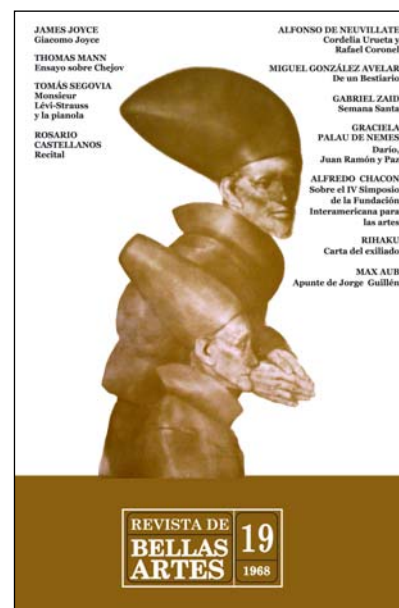 JAMES JOYCE
Giacomo Joyce
THOMAS MANN
Ensayo sobre Chejov
TOMÁS SEGOVIA
Monsieur
Lévi-Strauss
y la pianola
ROSARIO
CASTELLANOS
Recital
ALFONSO DE NEUVILLATE
Cordelia Urueta y
Rafael Coronel
MIGUEL GONZÁLEZ AVELAR
De un Bestiario
GABRIEL ZAID
Semana Santa
GRACIELA
PALAU DE NEMES
Darío,
Juan Ramón y Paz
ALFREDO CHACON
Sobre el IV Simposio
de la Fundación
Interamericana para
las artes
RIHAKU
Carta del exiliado
MAX AUB
Apunte de Jorge Guillén
REVISTA DE
BELLAS
ARTES
19
1968